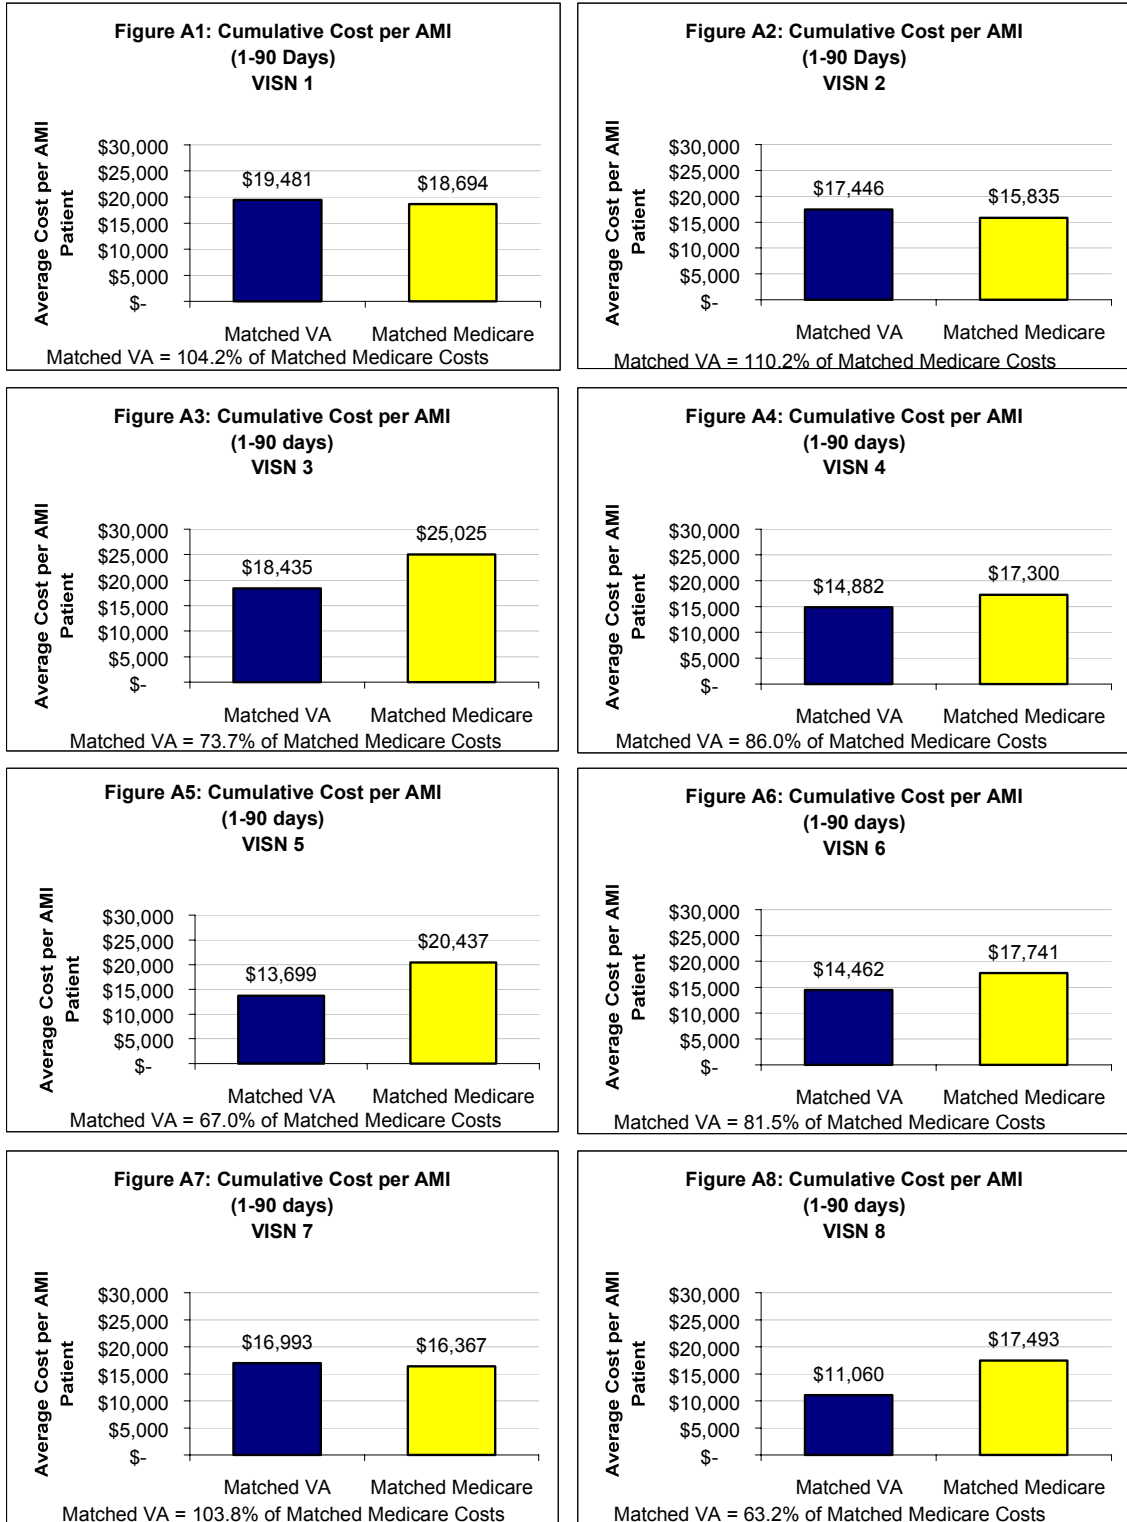 Figure A1: Cumulative Cost per AMI
(1-90 Days)
VISN 1
Average Cost per AMI
Patient
$30,000
$25,000
$20,000
$15,000
$10,000
$5,000
$-
$19,481
$18,694
Matched VA
Matched Medicare
Matched VA = 104.2% of Matched Medicare Costs
Figure A2: Cumulative Cost per AMI
(1-90 Days)
VISN 2
Average Cost per AMI
Patient
$30,000
$25,000
$20,000
$15,000
$10,000
$5,000
$-
$17,446
$15,835
Matched VA
Matched Medicare
Matched VA = 110.2% of Matched Medicare Costs
Figure A3: Cumulative Cost per AMI
(1-90 days)
VISN 3
Average Cost per AMI
Patient
$30,000
$25,000
$20,000
$15,000
$10,000
$5,000
$-
$18,435
$25,025
Matched VA
Matched Medicare
Matched VA = 73.7% of Matched Medicare Costs
Figure A4: Cumulative Cost per AMI
(1-90 days)
VISN 4
Average Cost per AMI
Patient
$30,000
$25,000
$20,000
$15,000
$10,000
$5,000
$-
$14,882
$17,300
Matched VA
Matched Medicare
Matched VA = 86.0% of Matched Medicare Costs
Figure A5: Cumulative Cost per AMI
(1-90 days)
VISN 5
Average Cost per AMI
Patient
$30,000
$25,000
$20,000
$15,000
$10,000
$5,000
$-
$13,699
$20,437
Matched VA
Matched Medicare
Matched VA = 67.0% of Matched Medicare Costs
Figure A6: Cumulative Cost per AMI
(1-90 days)
VISN 6
Average Cost per AMI
Patient
$30,000
$25,000
$20,000
$15,000
$10,000
$5,000
$-
$14,462
$17,741
Matched VA
Matched Medicare
Matched VA = 81.5% of Matched Medicare Costs
Figure A7: Cumulative Cost per AMI
(1-90 days)
VISN 7
Average Cost per AMI
Patient
$30,000
$25,000
$20,000
$15,000
$10,000
$5,000
$-
$16,993
$16,367
Matched VA
Matched Medicare
Matched VA = 103.8% of Matched Medicare Costs
Figure A8: Cumulative Cost per AMI
(1-90 days)
VISN 8
Average Cost per AMI
Patient
$30,000
$25,000
$20,000
$15,000
$10,000
$5,000
$-
$11,060
$17,493
Matched VA
Matched Medicare
Matched VA = 63.2% of Matched Medicare Costs